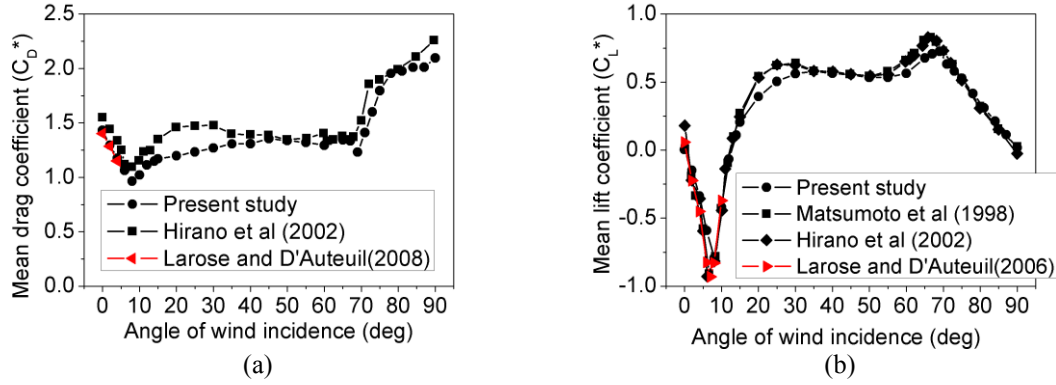 2.5
2.0
1.5
1.0
0.5
0.0
Mean drag coefficient (C_D*)
Present study
Hirano et al (2002)
Larose and D'Auteuil(2008)
0 10 20 30 40 50 60 70 80 90
Angle of wind incidence (deg)
(a)
1.0
0.5
0.0
-0.5
-1.0
Mean lift coefficient (C_L*)
Present study
Matsumoto et al (1998)
Hirano et al (2002)
Larose and D'Auteuil(2006)
0 10 20 30 40 50 60 70 80 90
Angle of wind incidence (deg)
(b)